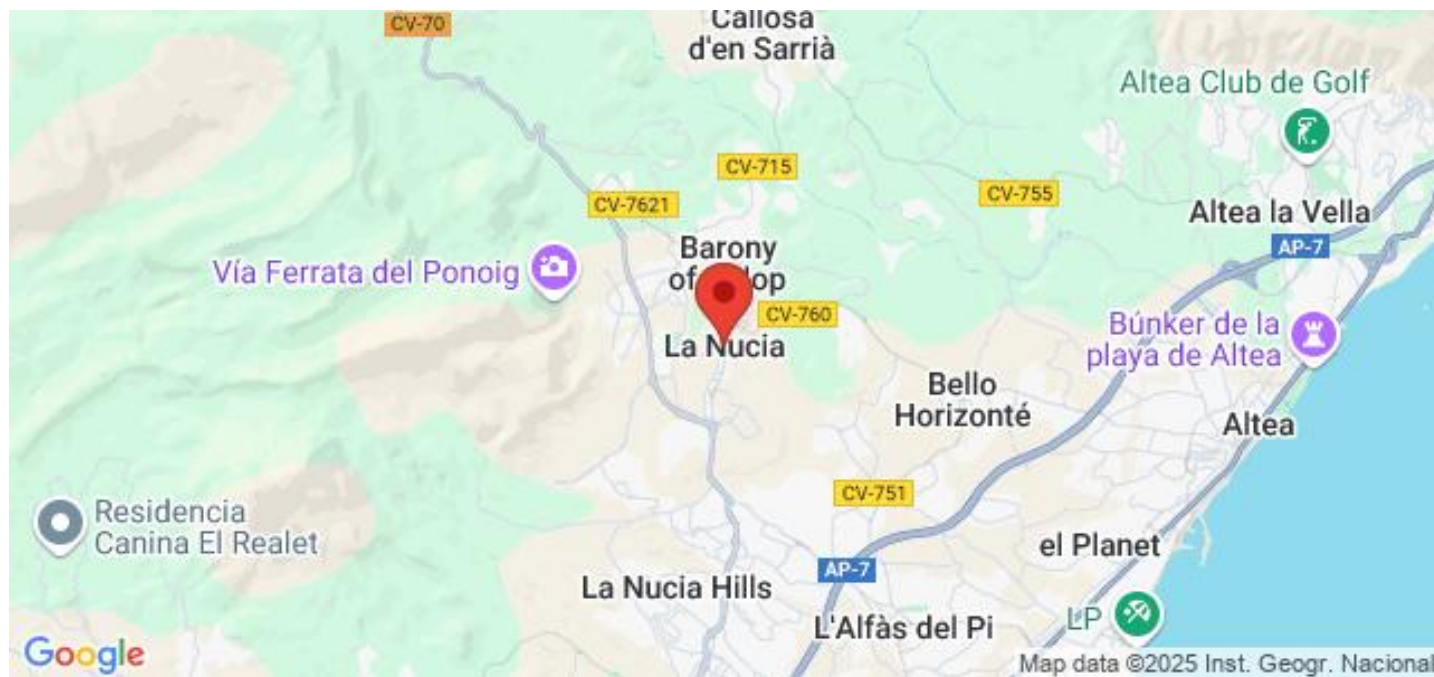 CV-70
Callosa
d'en Sarrià
Altea Club de Golf
CV-715
CV-755
CV-7621
Altea la Vella
AP-7
Barony
Vía Ferrata del Ponoig
CV-760
La Nucia
Búnker de la
playa de Altea
Bello
Horizonté
Altea
CV-751
Residencia
Canina El Realet
el Planet
AP-7
La Nucia Hills
L'Alfàs del Pi
LP
Google
Map data ©2025 Inst. Geogr. Nacional